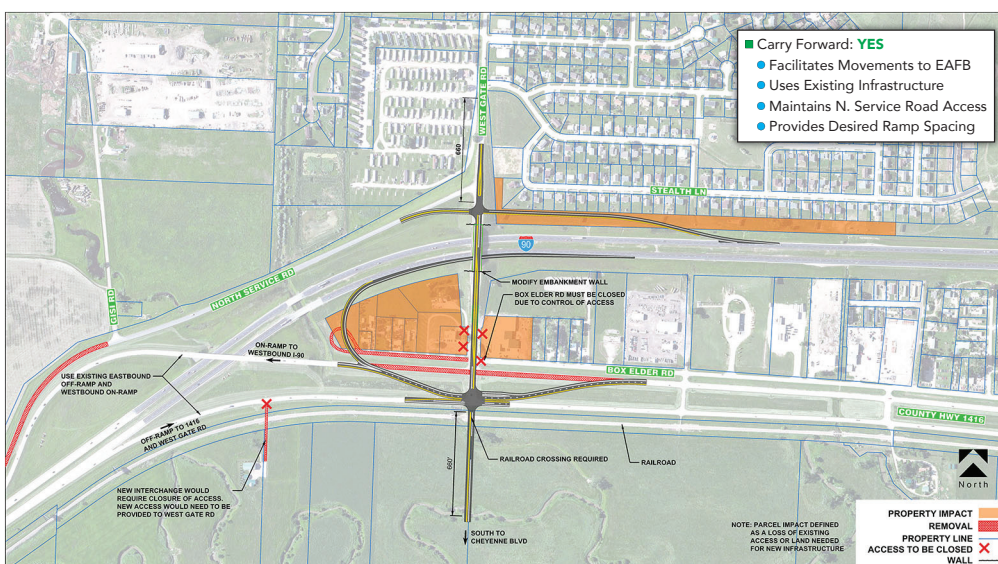 Carry Forward: YES
Facilitates Movements to EAFB
Uses Existing Infrastructure
Maintains N. Service Road Access
Provides Desired Ramp Spacing
WEST GATE RD
660
STEALTH LN
90
NORTH SERVICE RD
GISI RD
MODIFY EMBANKMENT WALL
BOX ELDER RD MUST BE CLOSED
DUE TO CONTROL OF ACCESS
ON-RAMP TO
WESTBOUND I-90
USE EXISTING EASTBOUND
OFF-RAMP AND
WESTBOUND ON-RAMP
BOX ELDER RD
COUNTY HWY 1416
OFF-RAMP TO 1416
AND WEST GATE RD
660'
RAILROAD CROSSING REQUIRED
RAILROAD
North
NEW INTERCHANGE WOULD
REQUIRE CLOSURE OF ACCESS.
NEW ACCESS WOULD NEED TO BE
PROVIDED TO WEST GATE RD
SOUTH TO
CHEYENNE BLVD
NOTE: PARCEL IMPACT DEFINED
AS A LOSS OF EXISTING
ACCESS OR LAND NEEDED
FOR NEW INFRASTRUCTURE
PROPERTY IMPACT
REMOVAL
PROPERTY LINE
ACCESS TO BE CLOSED
WALL